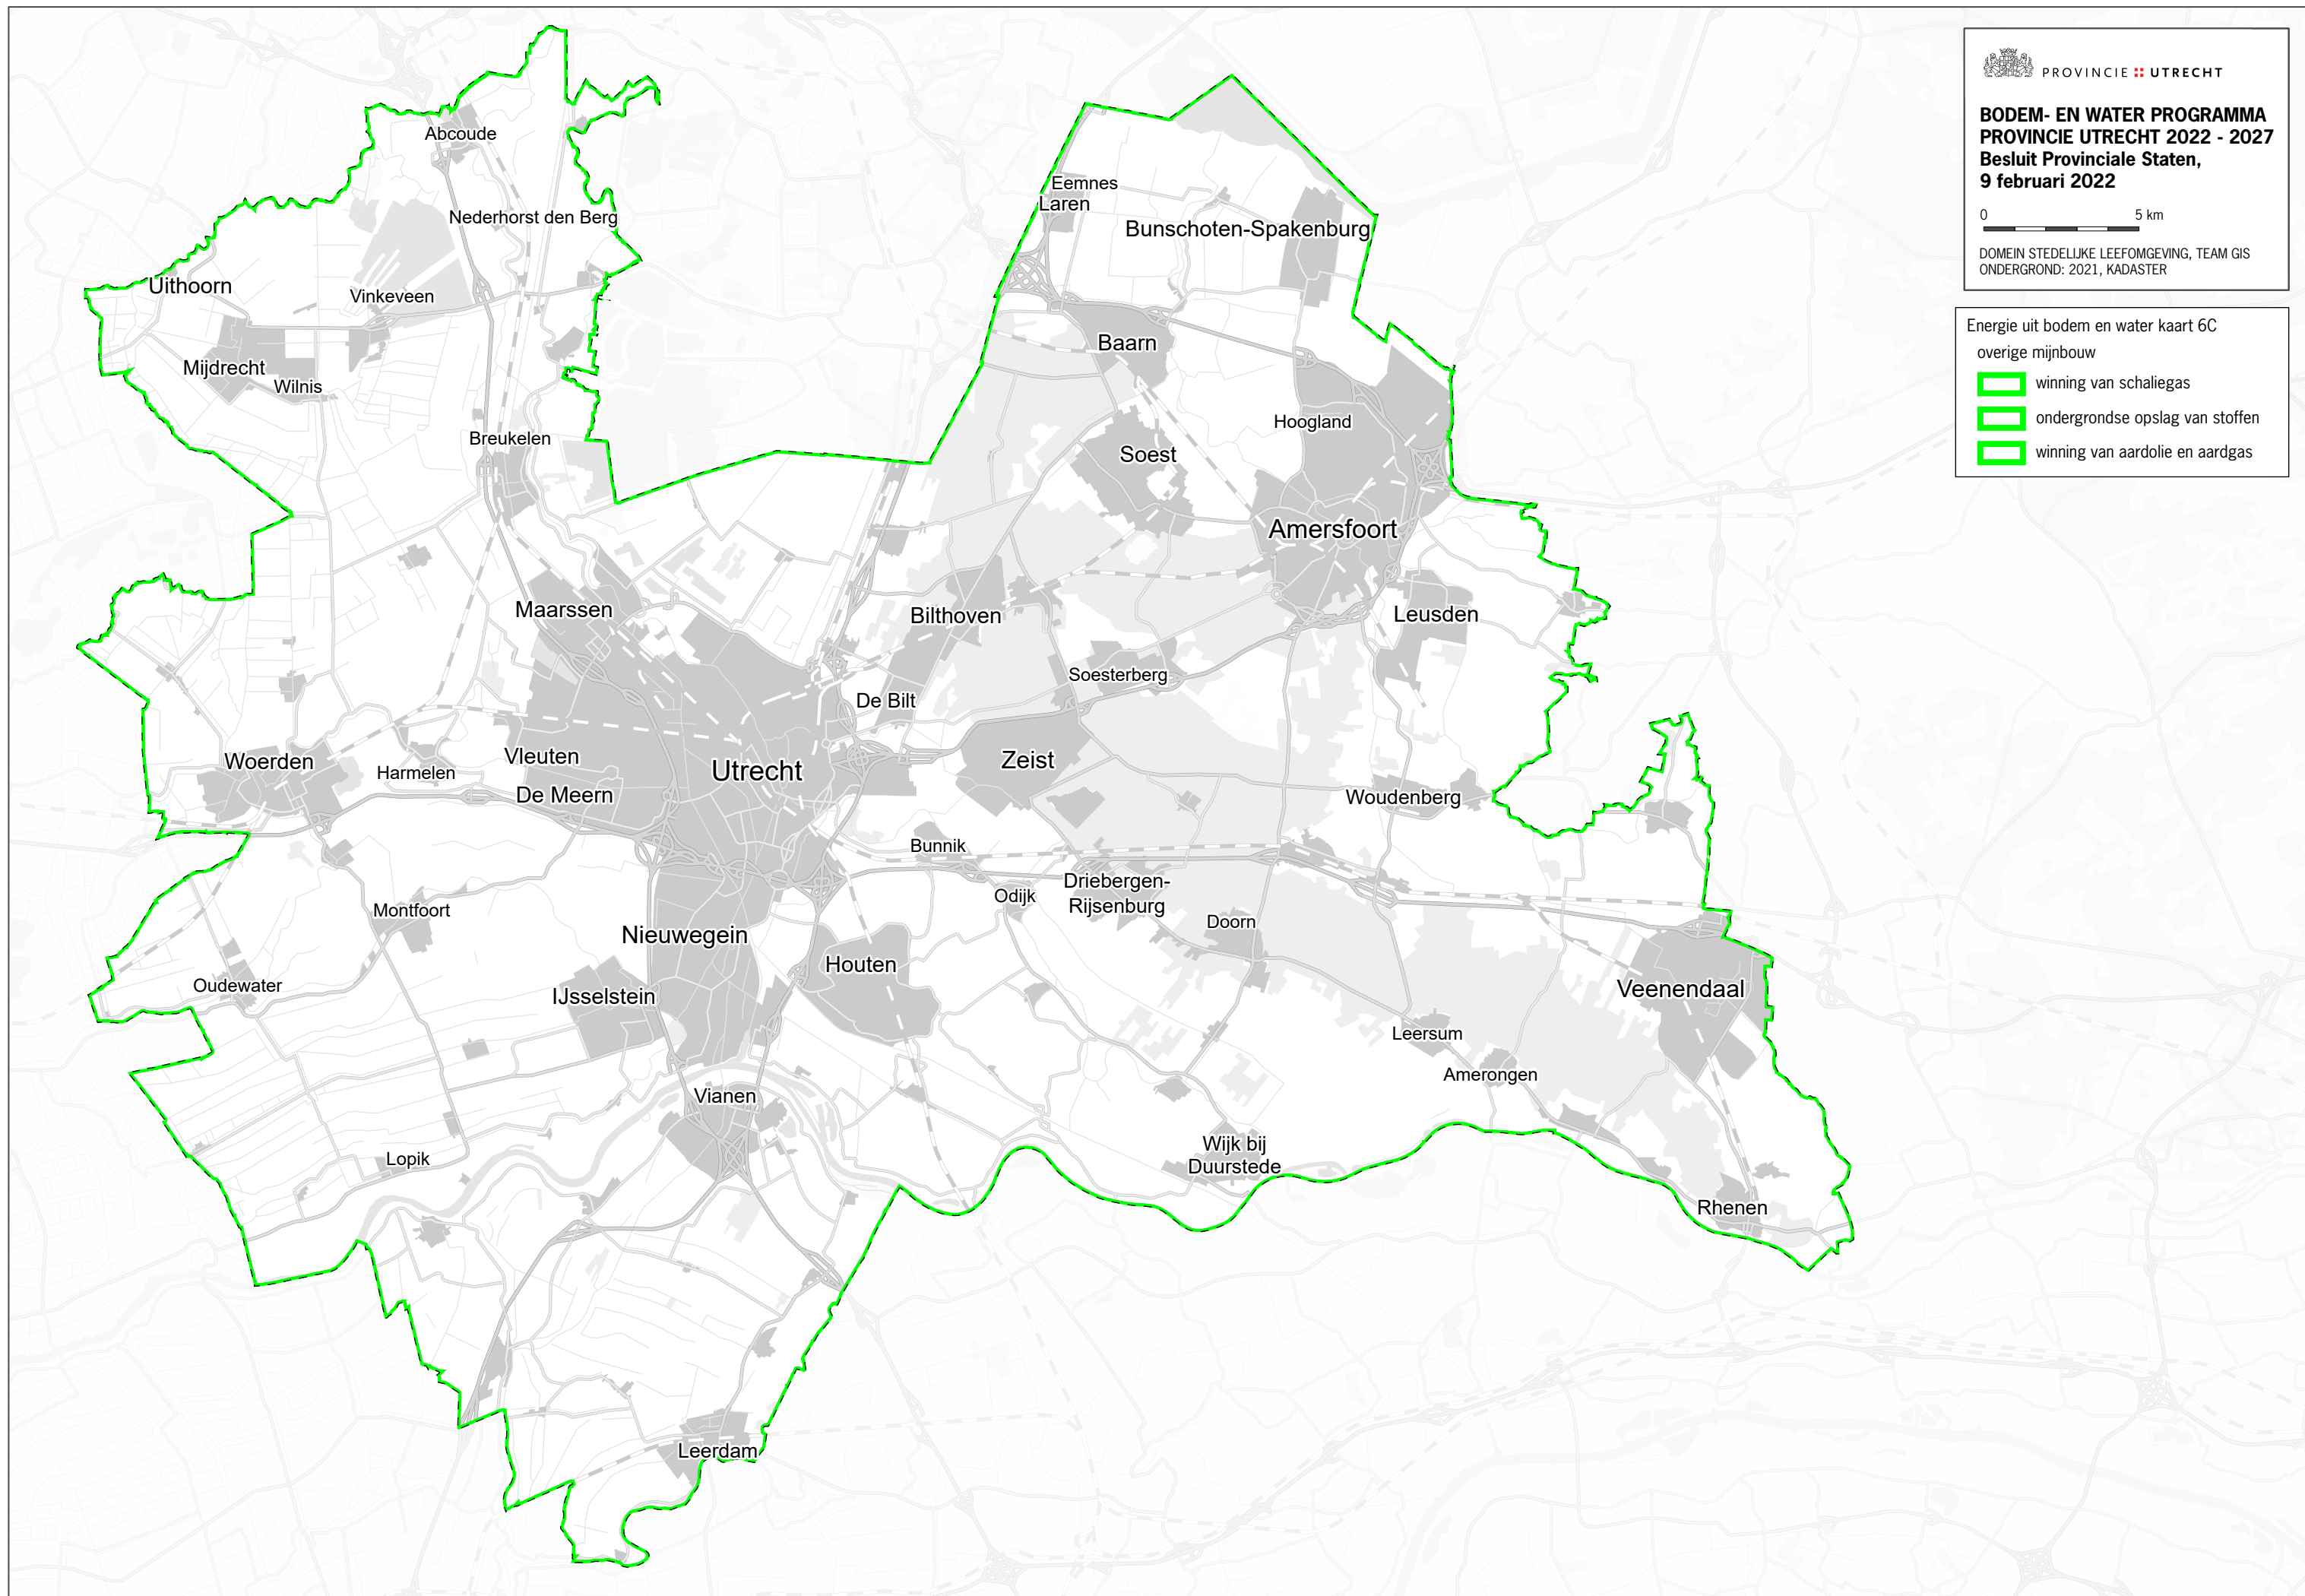 PROVINCIE UTRECHT
BODEM- EN WATER PROGRAMMA
PROVINCIE UTRECHT 2022 - 2027
Besluit Provinciale Staten,
9 februari 2022
0 5 km
DOMEIN STEDELIJKE LEEFOMGEVING, TEAM GIS
ONDERGROND: 2021, KADASTER
Energie uit bodem en water kaart 6C
overige mijnbouw
winning van schaliegas
ondergrondse opslag van stoffen
winning van aardolie en aardgas
Abcoude
Eemnes
Laren
Nederhorst den Berg
Bunschoten-Spakenburg
Uithoorn
Vinkeveen
Baarn
Mijdrecht
Wilnis
Hoogland
Breukelen
Soest
Amersfoort
Maarssen
Bilthoven
Leusden
Soesterberg
De Bilt
Vleuten
Woerden
Zeist
Utrecht
Harmelen
De Meern
Woudenberg
Bunnik
Driebergen-
Rijsenburg
Odijk
Montfoort
Doorn
Nieuwegein
Houten
Oudewater
Veenendaal
IJsselstein
Leersum
Amerongen
Vianen
Wijk bij
Duurstede
Lopik
Rhenen
Leerdam